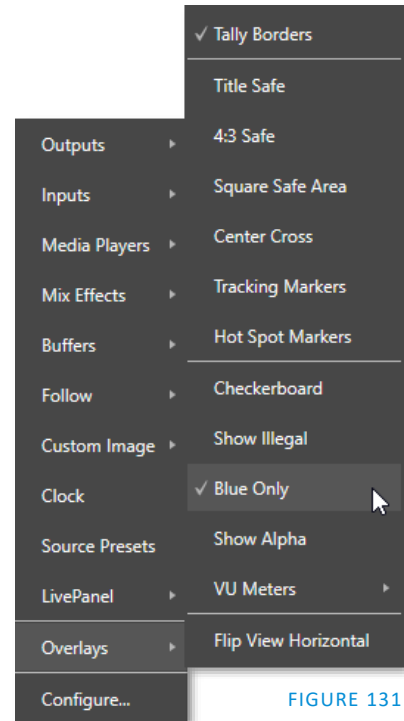 Outputs
Inputs
Media Players
Mix Effects
Buffers
Follow
Custom Image
Clock
Source Presets
LivePanel
Overlays
Configure...
✓ Tally Borders
Title Safe
4:3 Safe
Square Safe Area
Center Cross
Tracking Markers
Hot Spot Markers
Checkerboard
Show Illegal
✓ Blue Only
Show Alpha
VU Meters
Flip View Horizontal
FIGURE 131